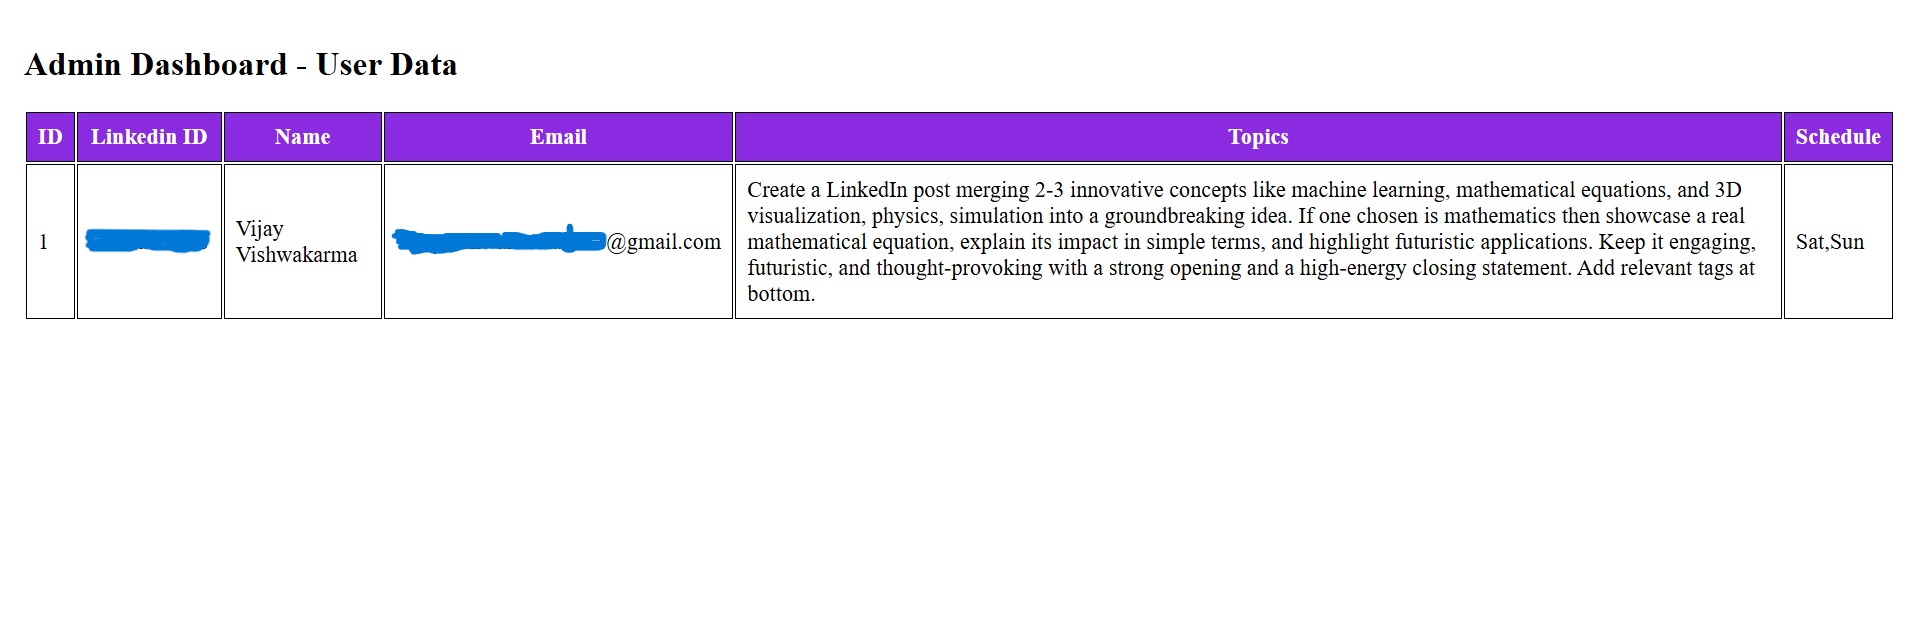 Admin Dashboard - User Data
ID Linkedin ID Name Email Topics Schedule
1
Vijay
Vishwakarma
@gmail.com
Create a LinkedIn post merging 2-3 innovative concepts like machine learning, mathematical equations, and 3D
visualization, physics, simulation into a groundbreaking idea. If one chosen is mathematics then showcase a real
mathematical equation, explain its impact in simple terms, and highlight futuristic applications. Keep it engaging,
futuristic, and thought-provoking with a strong opening and a high-energy closing statement. Add relevant tags at
bottom.
Sat,Sun